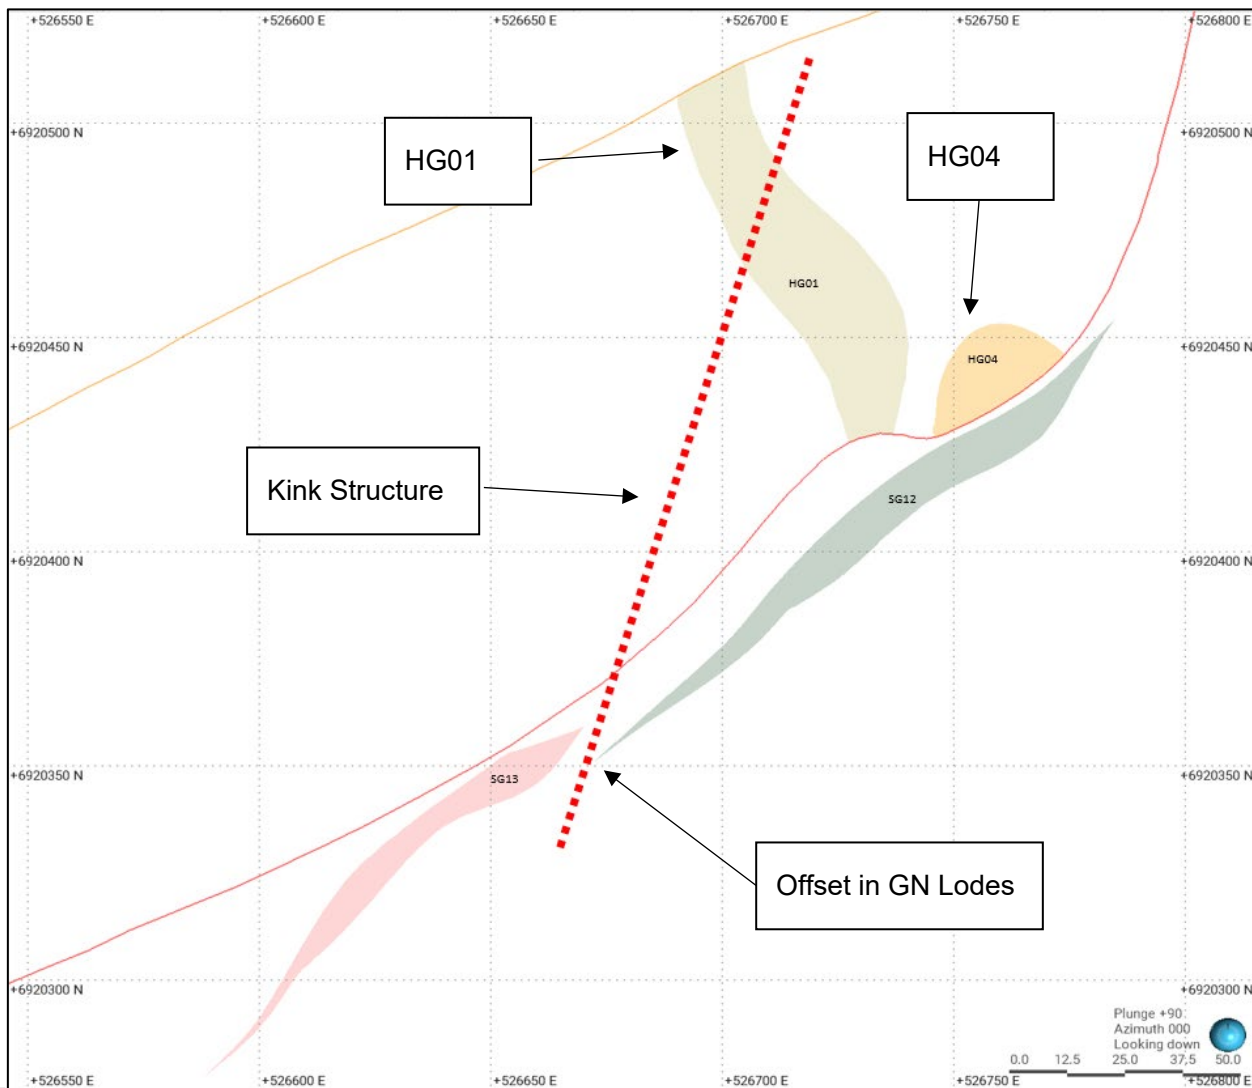 +526550 E
+526600 E
+526650 E
+526700 E
+526750 E
+526800 E
+6920500 N
+6920500 N
HG01
HG04
HG01
+6920450 N
HG04
+6920450 N
Kink Structure
SG12
+6920400 N
+6920400 N
+6920350 N
SG13
+6920350 N
Offset in GN Lodes
+6920300 N
+6920300 N
Plunge +90
Azimuth 000
Looking down
0.0 12.5 25.0 37.5 50.0
+526550 E
+526600 E
+526650 E
+526700 E
+526750 E
+526800 E